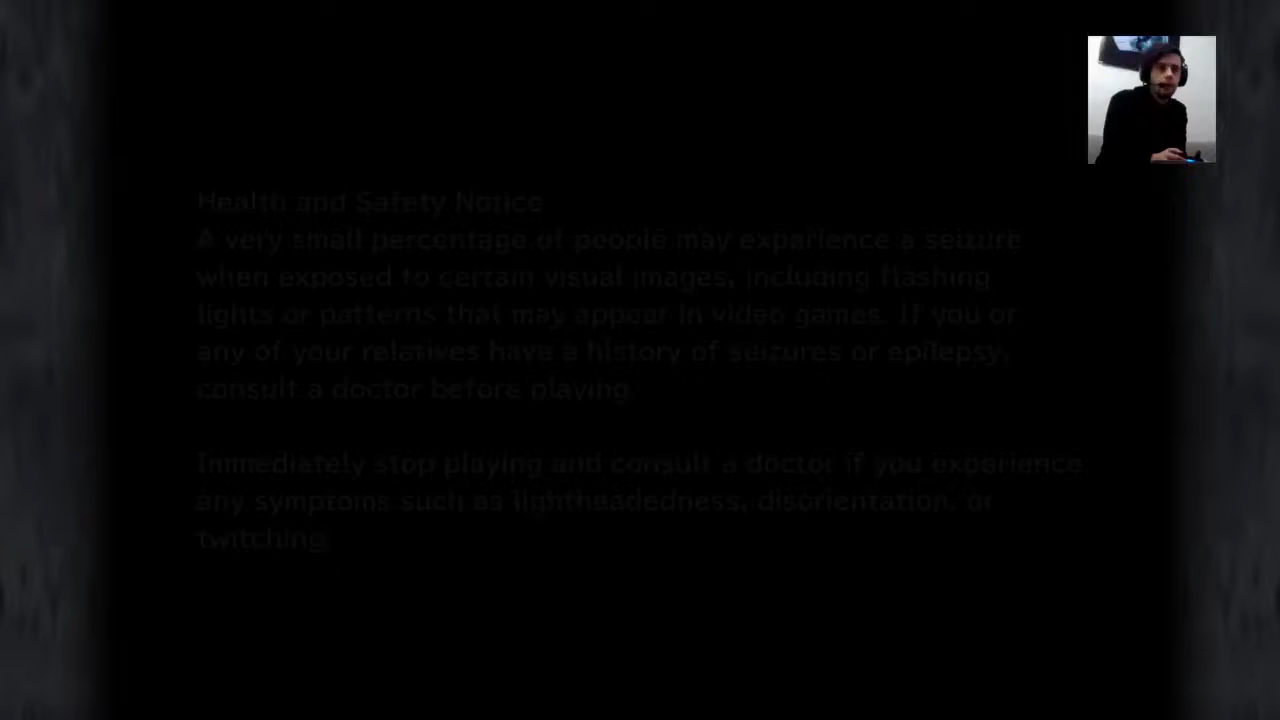 Health and Safety Notice
A very small percentage of people may experience a seizure
when exposed to certain visual images, including flashing
lights or patterns that may appear in video games. If you or
any of your relatives have a history of seizures or epilepsy,
consult a doctor before playing.
Immediately stop playing and consult a doctor if you experience
any symptoms such as lightheadedness, disorientation, or
twitching.